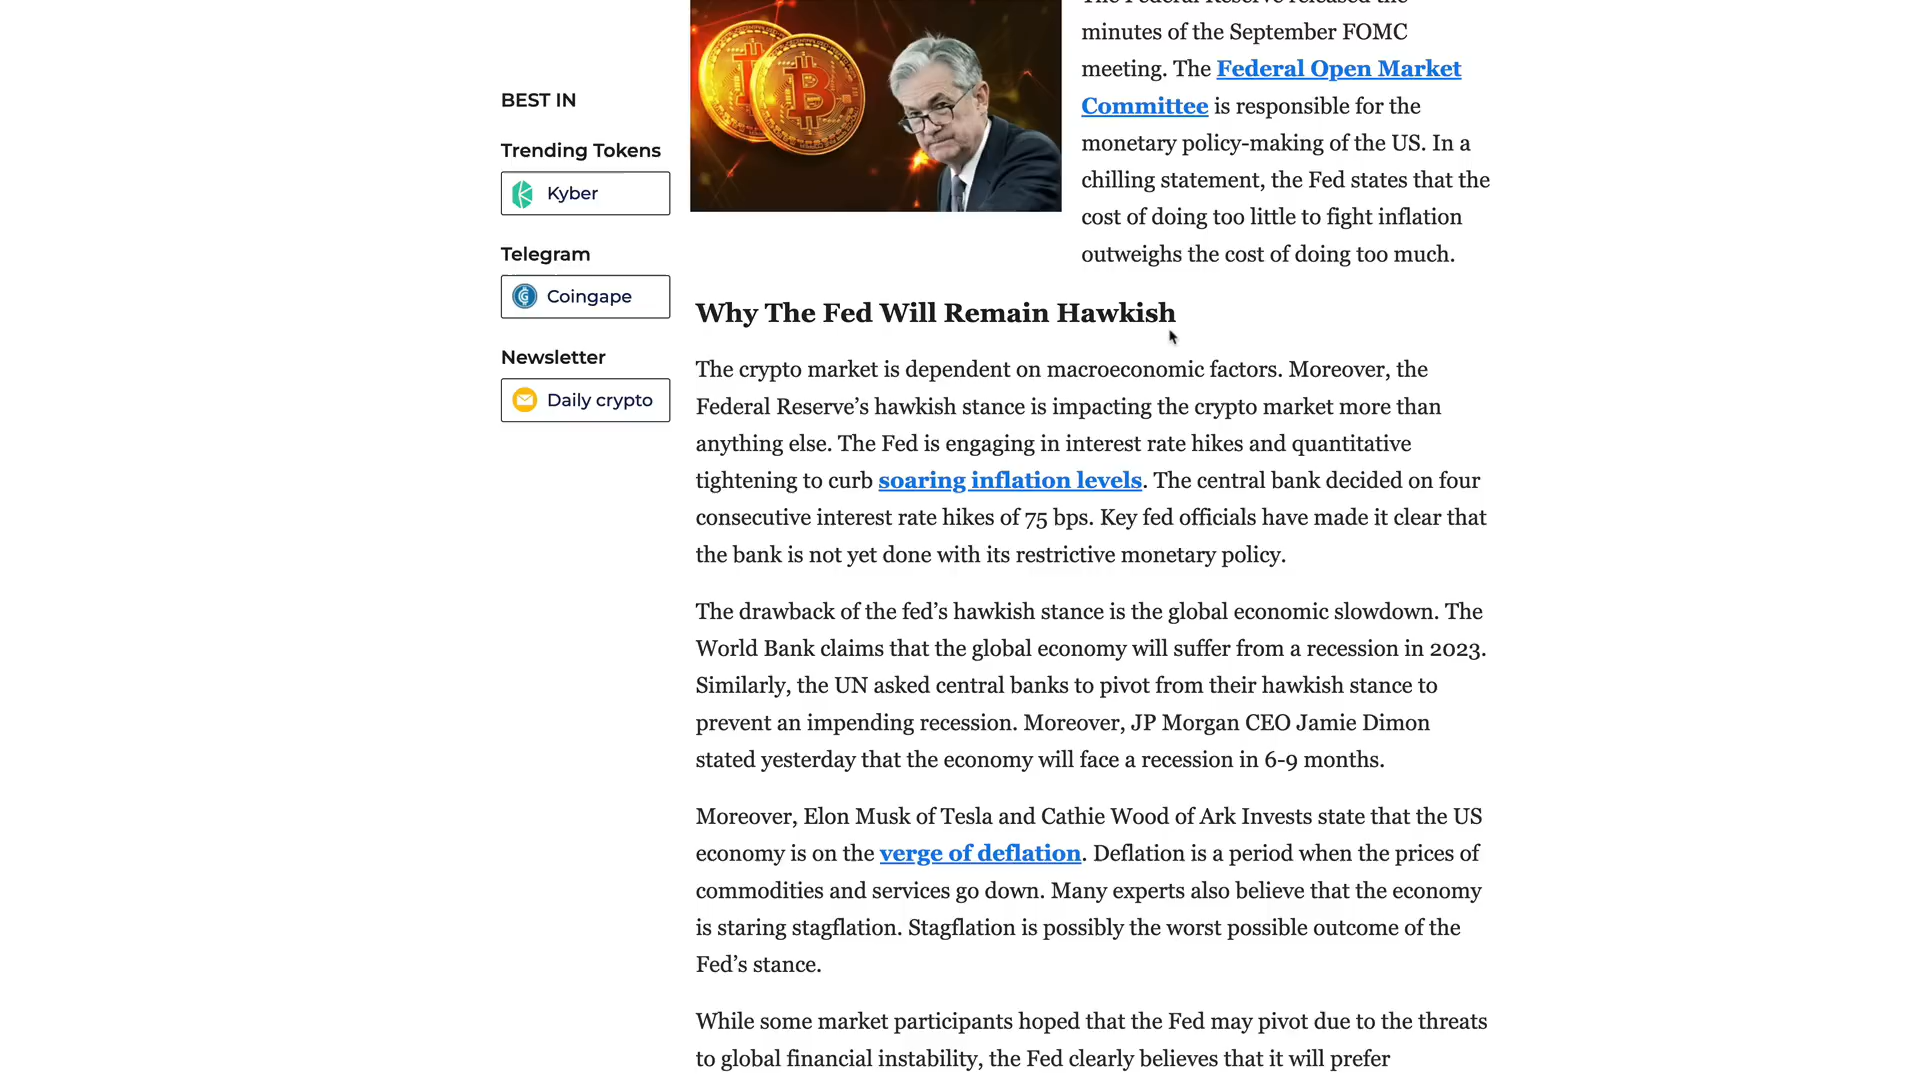 The Federal Reserve released the
minutes of the September FOMC
meeting. The Federal Open Market
Committee is responsible for the
monetary policy-making of the US. In a
chilling statement, the Fed states that the
cost of doing too little to fight inflation
outweighs the cost of doing too much.
BEST IN
Trending Tokens
Kyber
Telegram
Coingape
Newsletter
Daily crypto
Why The Fed Will Remain Hawkish
The crypto market is dependent on macroeconomic factors. Moreover, the
Federal Reserve’s hawkish stance is impacting the crypto market more than
anything else. The Fed is engaging in interest rate hikes and quantitative
tightening to curb soaring inflation levels. The central bank decided on four
consecutive interest rate hikes of 75 bps. Key fed officials have made it clear that
the bank is not yet done with its restrictive monetary policy.
The drawback of the fed’s hawkish stance is the global economic slowdown. The
World Bank claims that the global economy will suffer from a recession in 2023.
Similarly, the UN asked central banks to pivot from their hawkish stance to
prevent an impending recession. Moreover, JP Morgan CEO Jamie Dimon
stated yesterday that the economy will face a recession in 6-9 months.
Moreover, Elon Musk of Tesla and Cathie Wood of Ark Invests state that the US
economy is on the verge of deflation. Deflation is a period when the prices of
commodities and services go down. Many experts also believe that the economy
is staring stagflation. Stagflation is possibly the worst possible outcome of the
Fed’s stance.
While some market participants hoped that the Fed may pivot due to the threats
to global financial instability, the Fed clearly believes that it will prefer